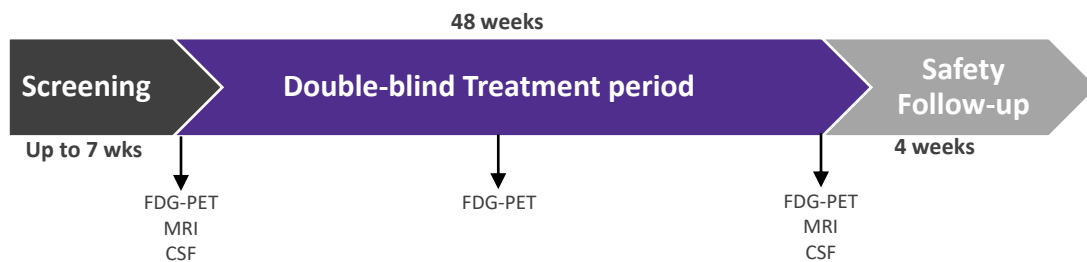 48 weeks
Screening
Double-blind Treatment period
Safety
Follow-up
Up to 7 wks
4 weeks
FDG-PET
MRI
CSF
FDG-PET
FDG-PET
MRI
CSF